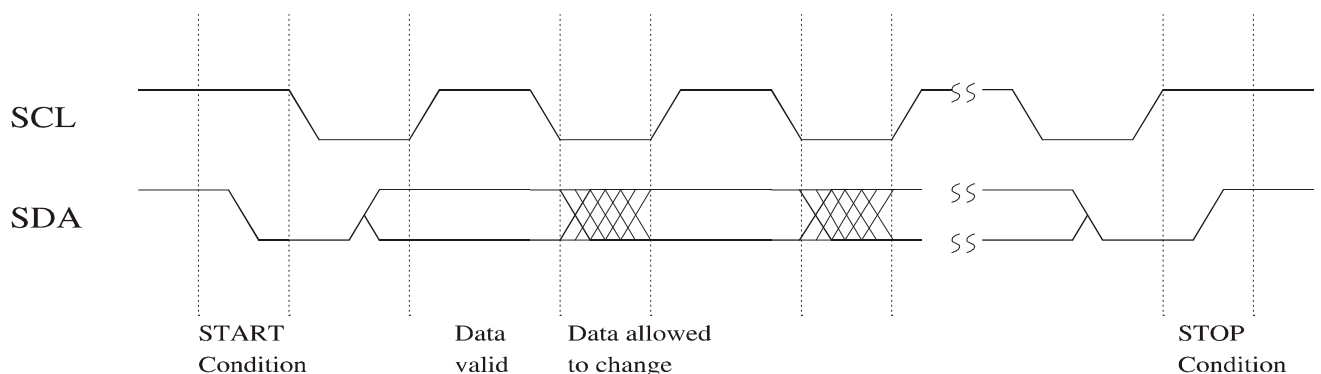 SCL
SDA
START
Condition
Data
valid
Data allowed
to change
STOP
Condition